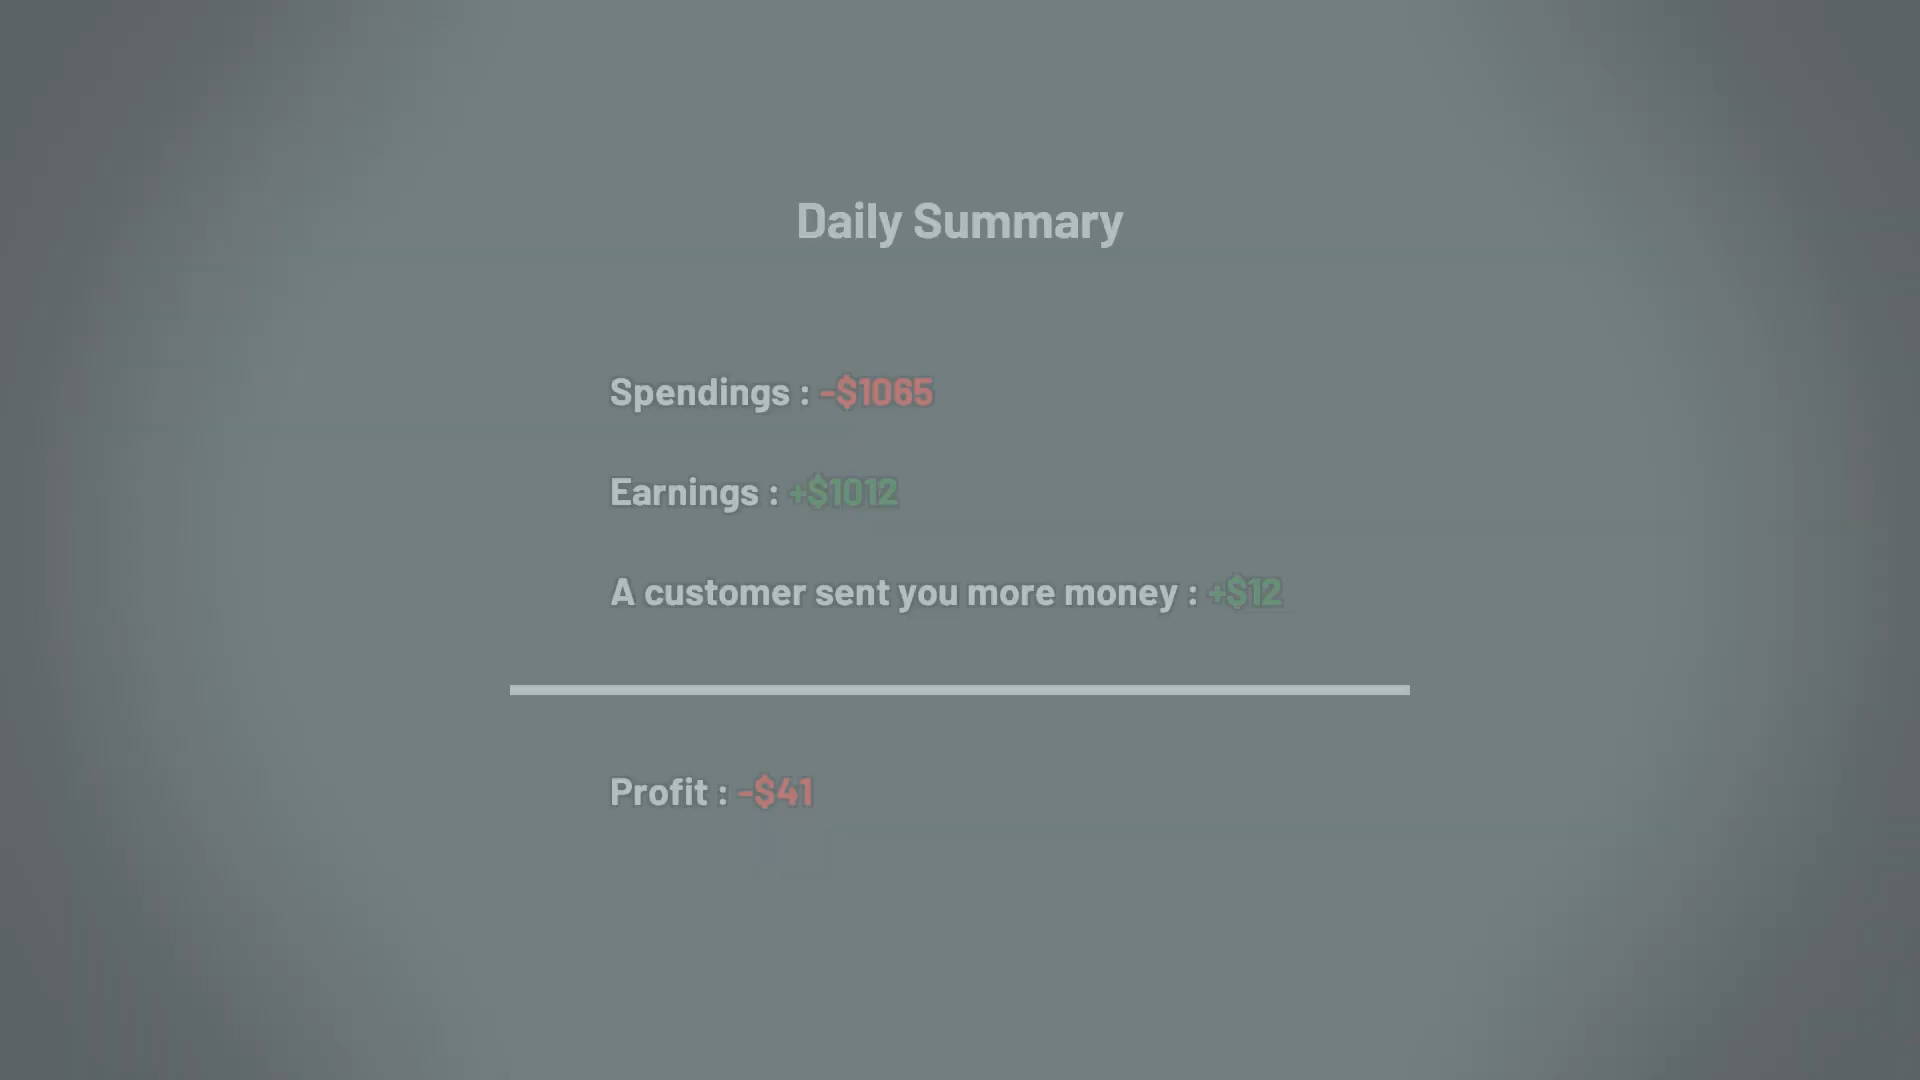 Daily Summary
Spendings : -$1065
Earnings : +$1012
A customer sent you more money : +$12
Profit : -$41